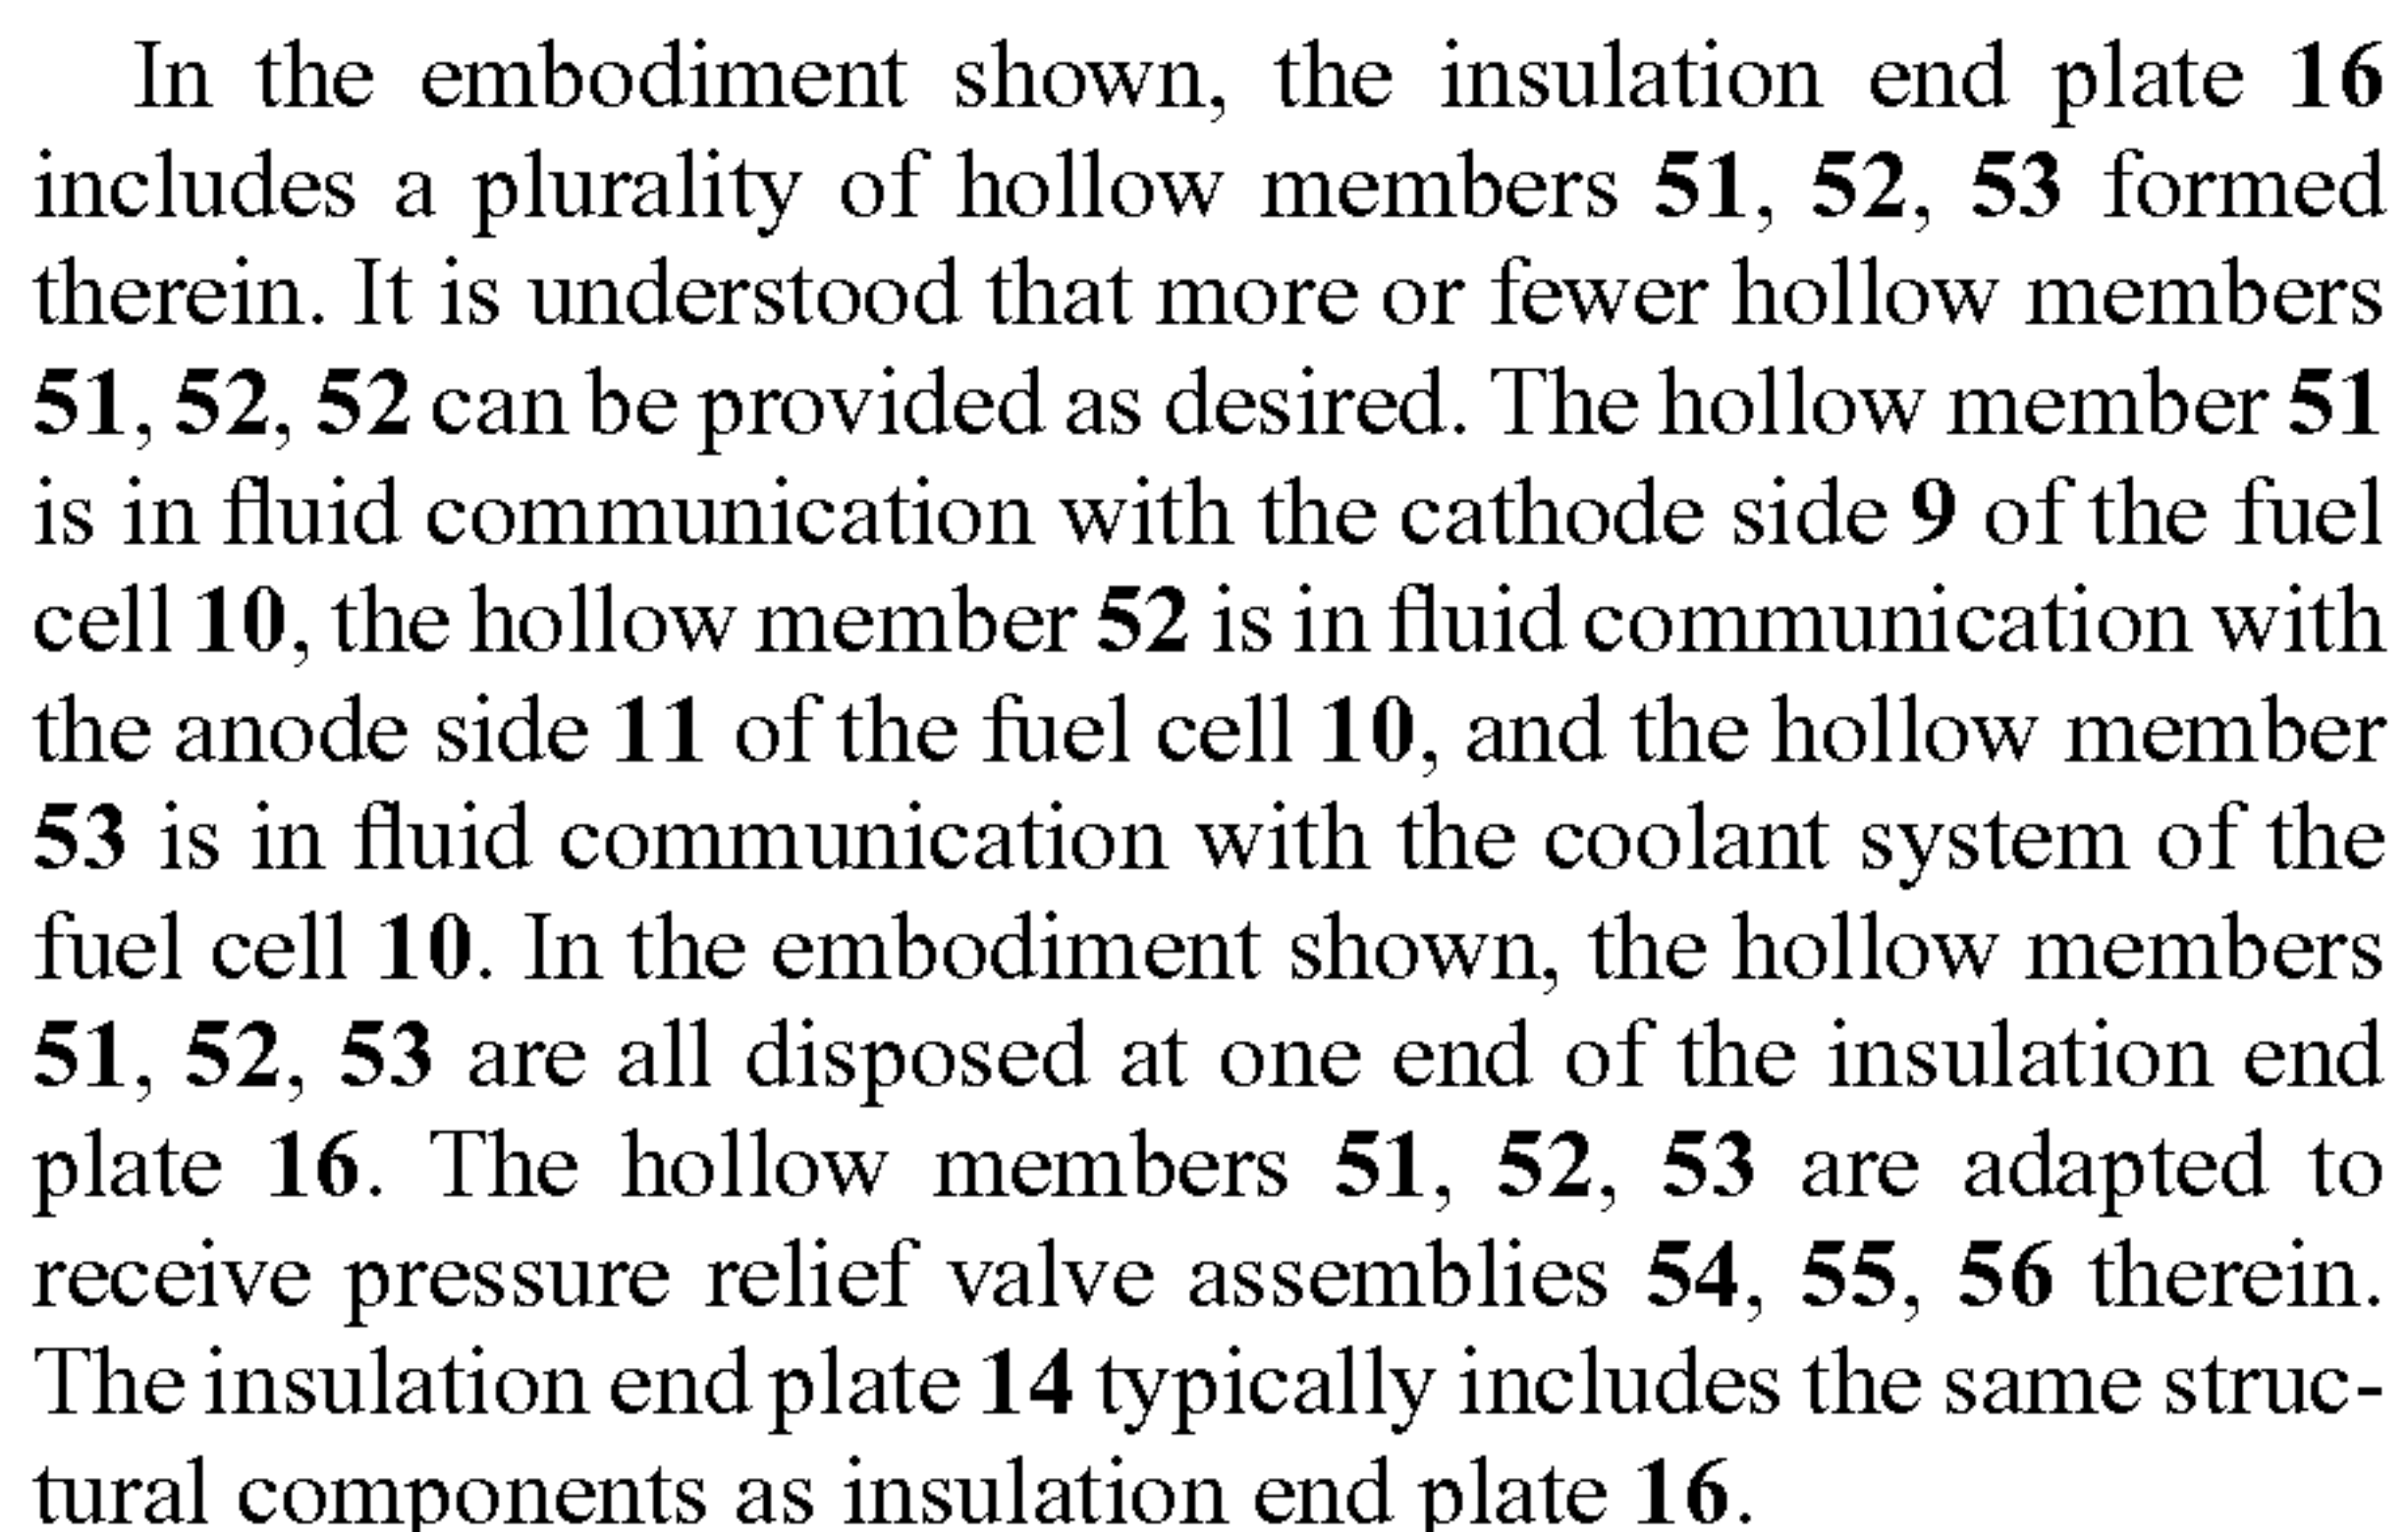 In the embodiment shown, the insulation end plate 16
includes a plurality of hollow members 51, 52, 53 formed
therein. It is understood that more or fewer hollow members
51, 52, 52 can be provided as desired. The hollow member 51
is in fluid communication with the cathode side 9 of the fuel
cell 10, the hollow member 52 is in fluid communication with
the anode side 11 of the fuel cell 10, and the hollow member
53 is in fluid communication with the coolant system of the
fuel cell 10. In the embodiment shown, the hollow members
51, 52, 53 are all disposed at one end of the insulation end
plate 16. The hollow members 51, 52, 53 are adapted to
receive pressure relief valve assemblies 54, 55, 56 therein.
The insulation end plate 14 typically includes the same struc-
tural components as insulation end plate 16.